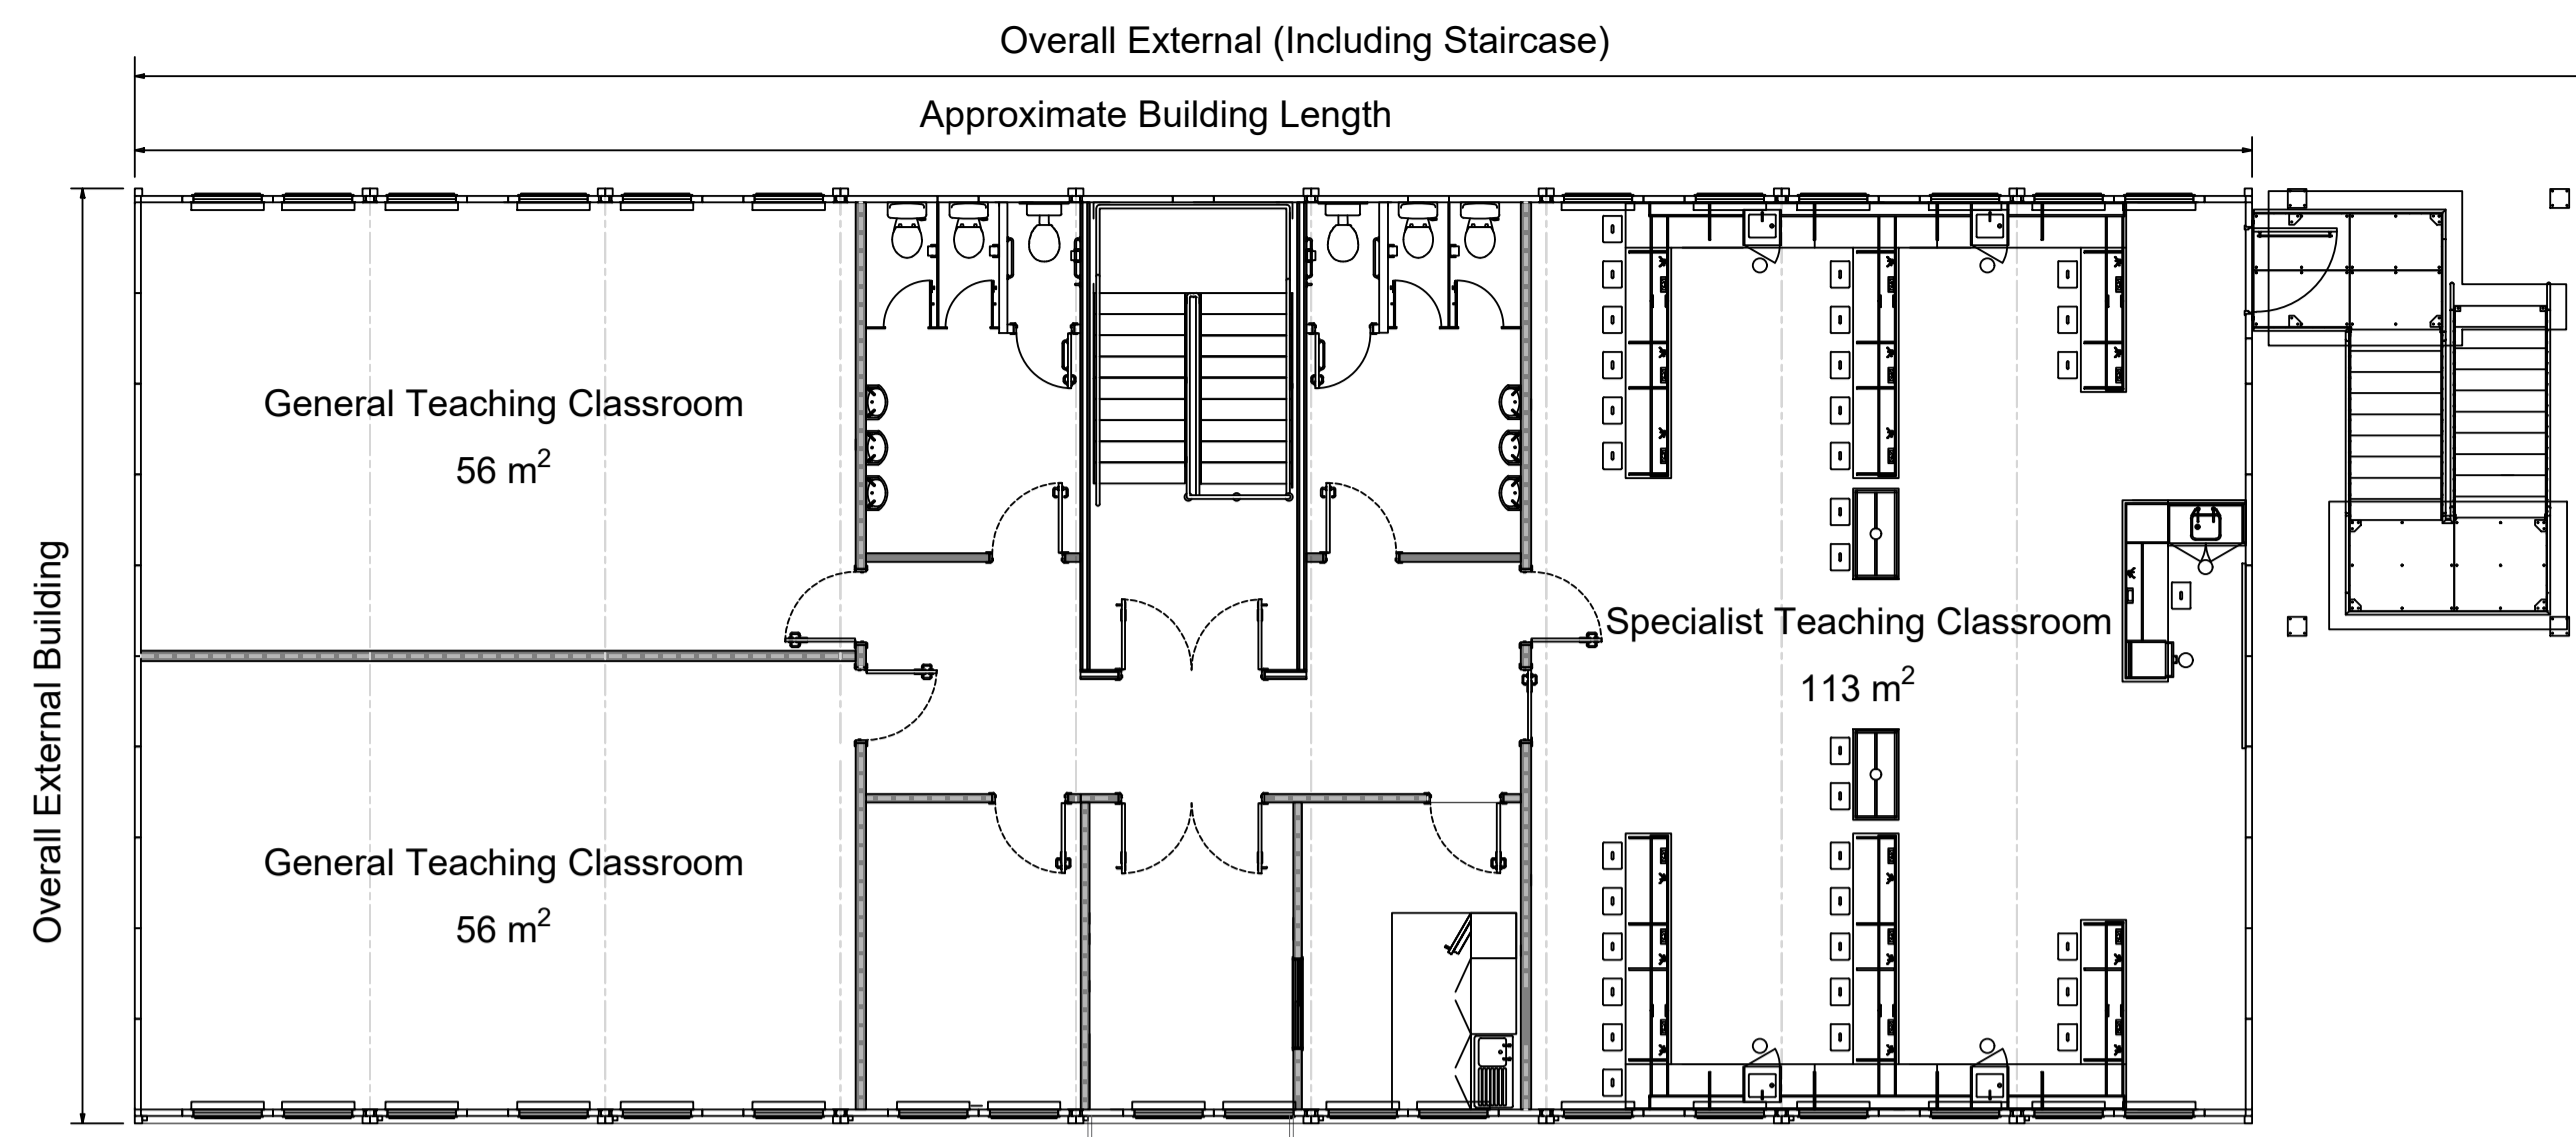 Overall External (Including Staircase)
Approximate Building Length
Overall External Building
General Teaching Classroom
56 m²
Specialist Teaching Classroom
113 m²
General Teaching Classroom
56 m²